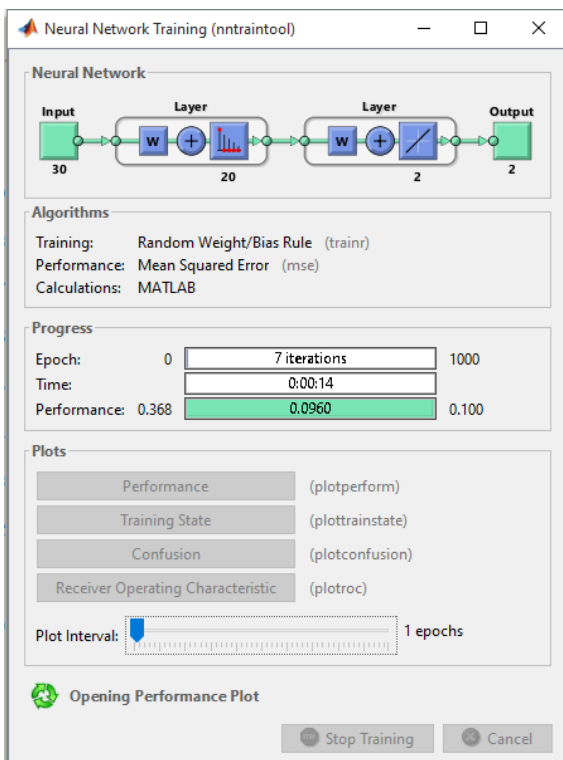 Neural Network Training (nntraintool)
Neural Network
Input Layer Layer Output
W + W +
30 20 2 2
Algorithms
Training: Random Weight/Bias Rule (trainr)
Performance: Mean Squared Error (mse)
Calculations: MATLAB
Progress
Epoch: 0 7 iterations 1000
Time: 0:00:14
Performance: 0.368 0.0960 0.100
Plots
Performance (plotperform)
Training State (plottrainstate)
Confusion (plotconfusion)
Receiver Operating Characteristic (plotroc)
Plot Interval: 1 epochs
Opening Performance Plot
Stop Training Cancel